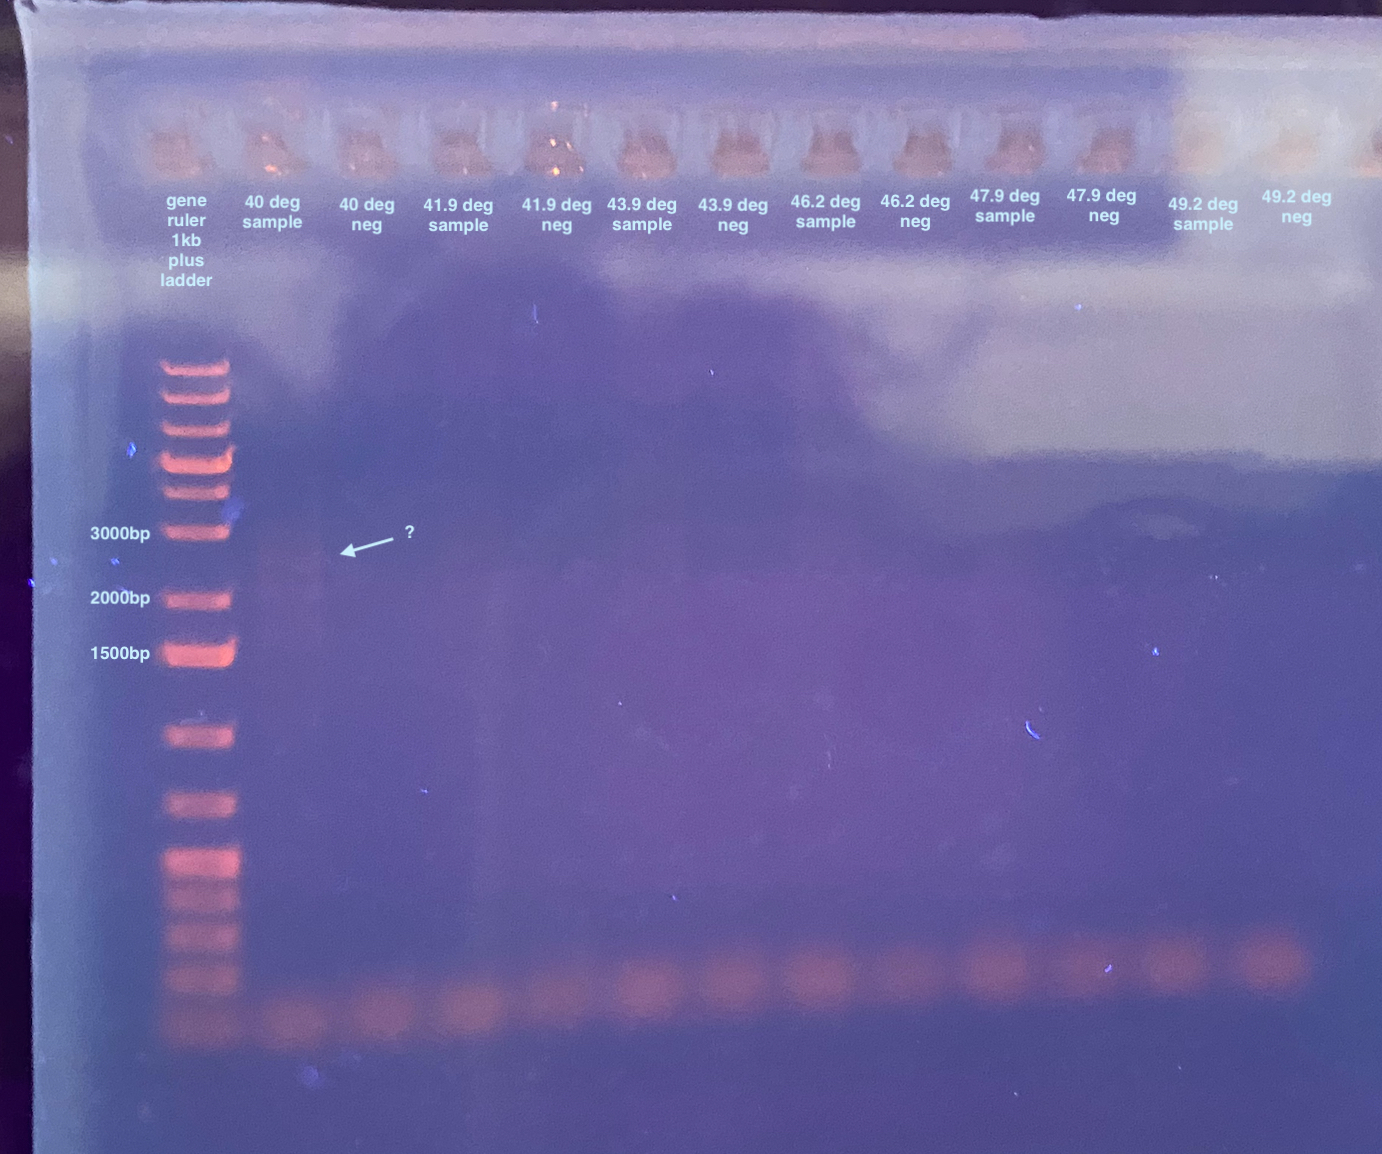 gene
ruler
1kb
plus
ladder
40 deg
sample
40 deg
neg
41.9 deg
sample
41.9 deg
neg
43.9 deg
sample
43.9 deg
neg
46.2 deg
sample
46.2 deg
neg
47.9 deg
sample
47.9 deg
neg
49.2 deg
sample
49.2 deg
neg
?
3000bp
2000bp
1500bp